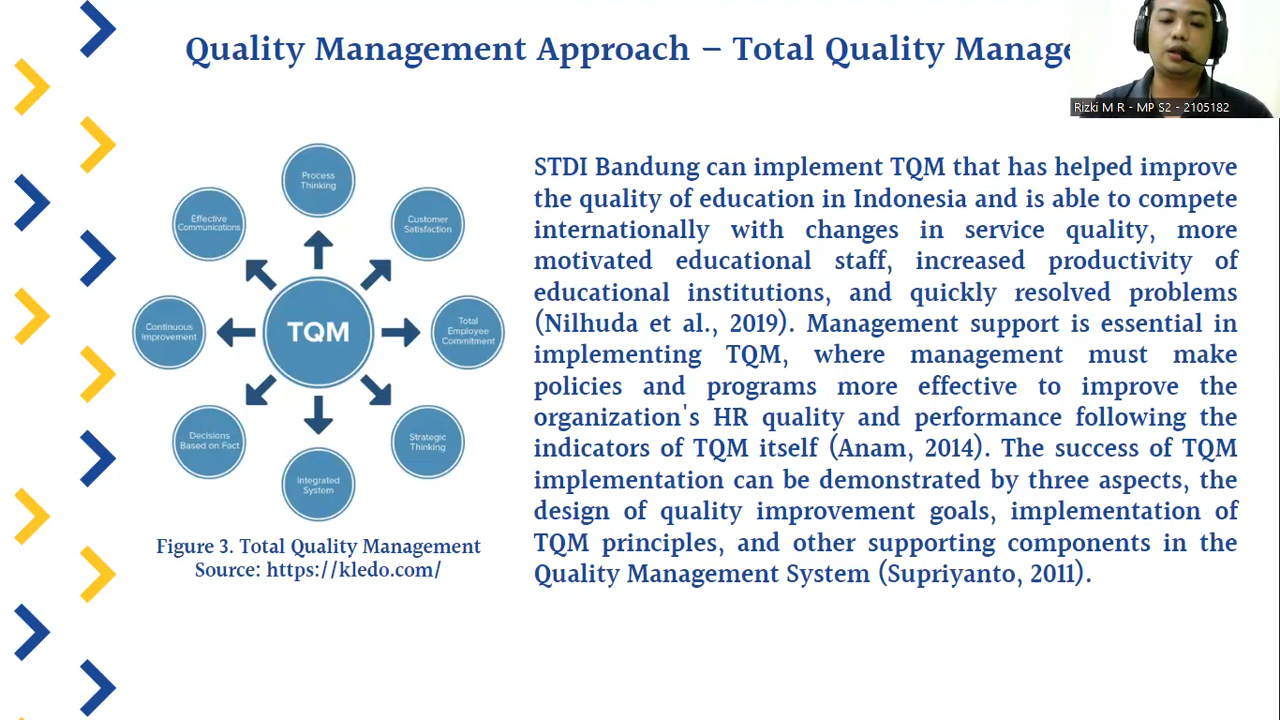 Quality Management Approach – Total Quality Manage
Rizki M R - MP S2 - 2105182
Process
Thinking
Effective
Communications
Customer
Satisfaction
Continuous
Improvement
TQM
Total
Employee
Commitment
Decisions
Based on Fact
Strategic
Thinking
Integrated
System
Figure 3. Total Quality Management
Source: https://kledo.com/
STDI Bandung can implement TQM that has helped improve
the quality of education in Indonesia and is able to compete
internationally with changes in service quality, more
motivated educational staff, increased productivity of
educational institutions, and quickly resolved problems
(Nilhuda et al., 2019). Management support is essential in
implementing TQM, where management must make
policies and programs more effective to improve the
organization's HR quality and performance following the
indicators of TQM itself (Anam, 2014). The success of TQM
implementation can be demonstrated by three aspects, the
design of quality improvement goals, implementation of
TQM principles, and other supporting components in the
Quality Management System (Supriyanto, 2011).